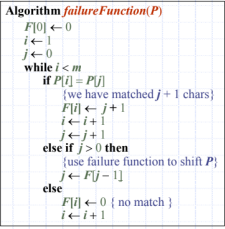 Algorithm failureFunction(P)
F[0] ← 0
i ← 1
j ← 0
while i < m
if P[i] = P[j]
{we have matched j + 1 chars}
F[i] ← j + 1
i ← i + 1
j ← j + 1
else if j > 0 then
{use failure function to shift P}
j ← F[j − 1]
else
F[i] ← 0 { no match }
i ← i + 1